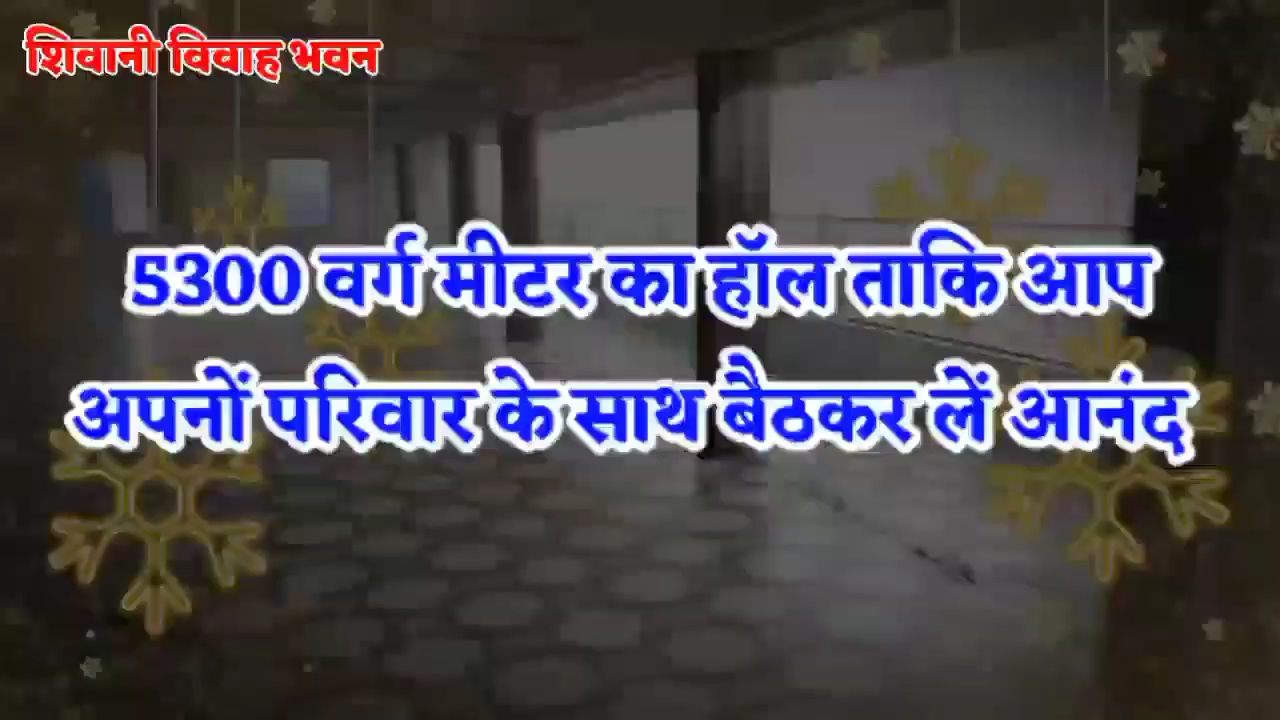 शिवानी विवाह भवन
5300 वर्ग मीटर का हॉल ताकि आप
अपनों परिवार के साथ बैठकर लें आनंद